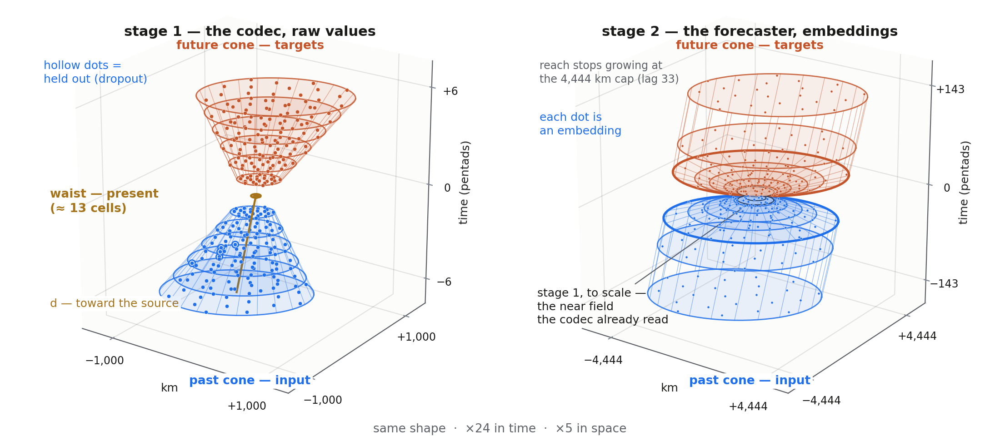 stage 1 — the codec, raw values
future cone — targets
hollow dots =
held out (dropout)
waist — present
(≈ 13 cells)
d — toward the source
past cone — input
+6
0
−6
time (pentads)
−1,000
km
+1,000
−1,000
+1,000
stage 2 — the forecaster, embeddings
future cone — targets
reach stops growing at
the 4,444 km cap (lag 33)
each dot is
an embedding
stage 1, to scale —
the near field
the codec already read
past cone — input
+143
0
−143
time (pentads)
−4,444
km
+4,444
−4,444
+4,444
same shape · ×24 in time · ×5 in space